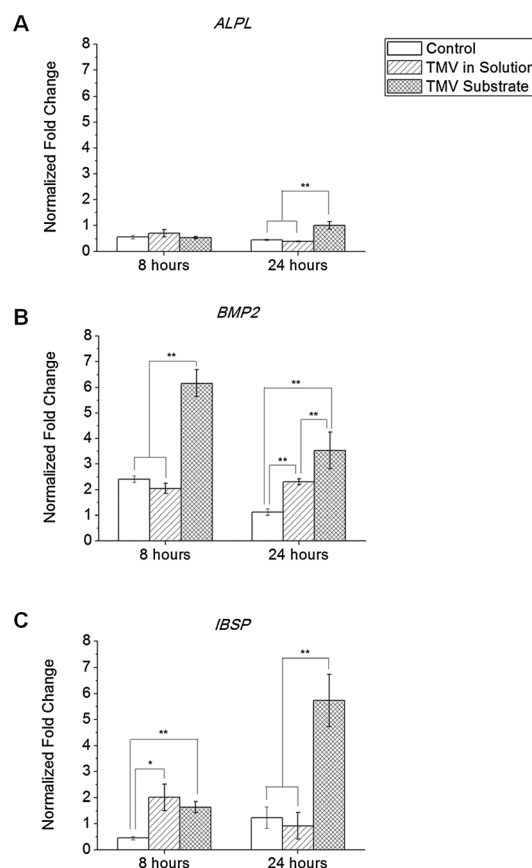 A
ALPL
Normalized Fold Change
8
7
6
5
4
3
2
1
0
**
8 hours
24 hours
Control
TMV in Solution
TMV Substrate
B
BMP2
Normalized Fold Change
8
7
6
5
4
3
2
1
0
**
**
**
**
8 hours
24 hours
C
IBSP
Normalized Fold Change
8
7
6
5
4
3
2
1
0
**
*
**
8 hours
24 hours